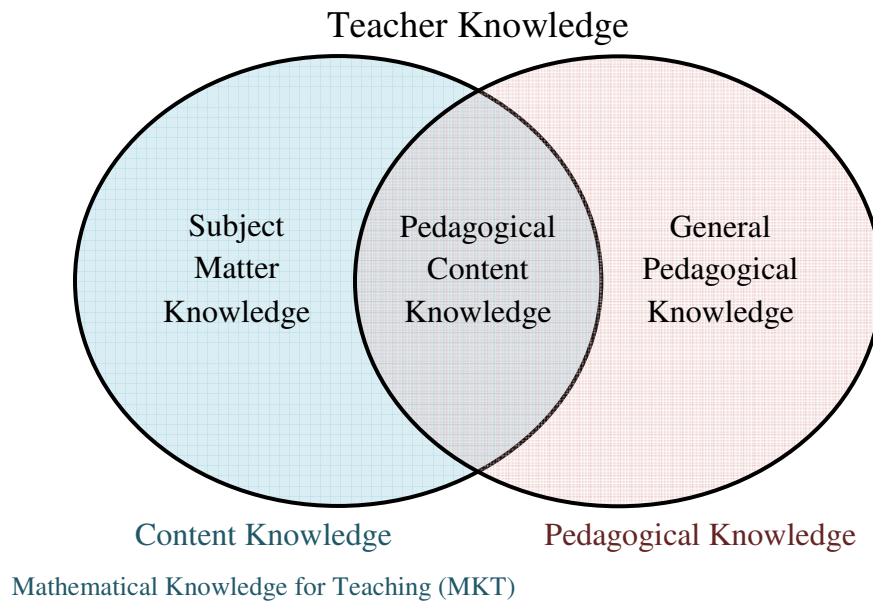 Teacher Knowledge
Subject
Matter
Knowledge
Pedagogical
Content
Knowledge
General
Pedagogical
Knowledge
Content Knowledge
Pedagogical Knowledge
Mathematical Knowledge for Teaching (MKT)